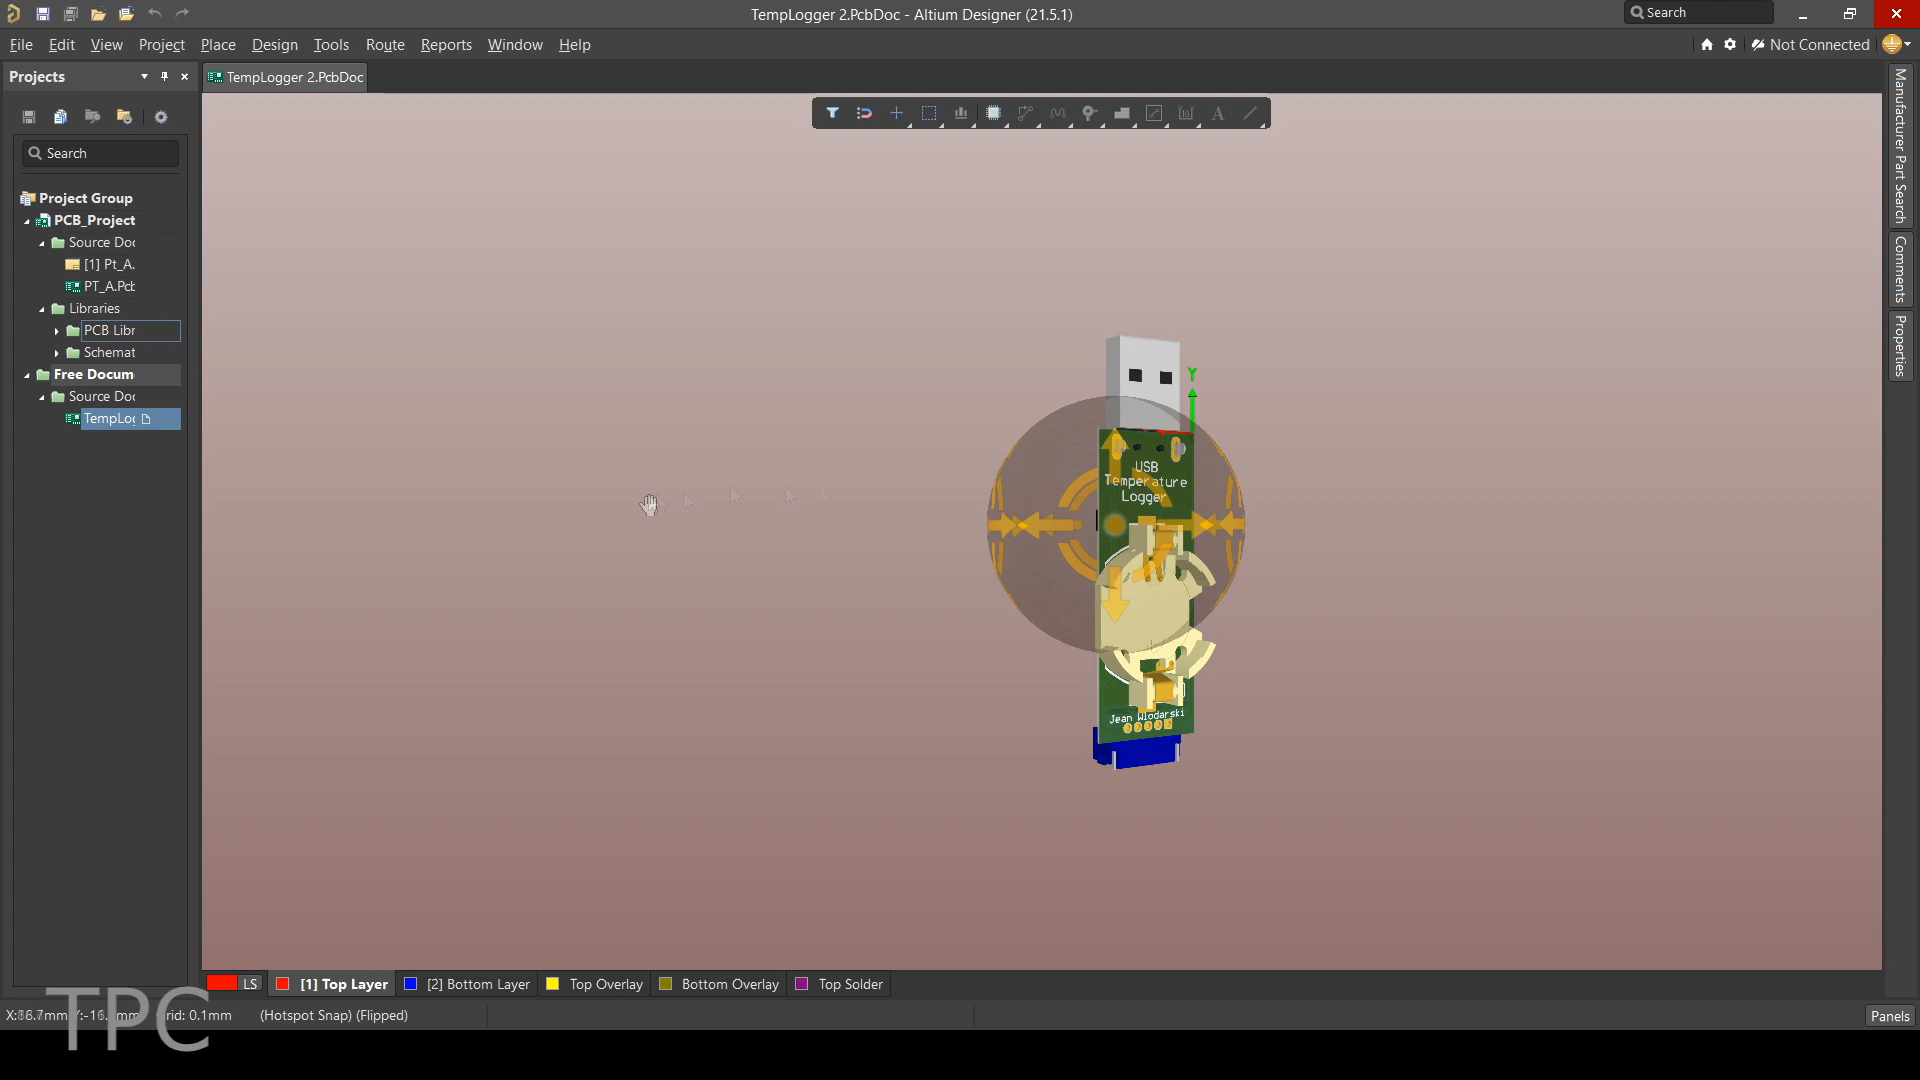 TempLogger 2.PcbDoc - Altium Designer (21.5.1)
Search
File Edit View Project Place Design Tools Route Reports Window Help
Not Connected
Projects
TempLogger 2.PcbDoc
Search
Project Group
PCB_Project
Source Doc
[1] Pt_A.
PT_A.Pcb
Libraries
PCB Libr
Schemat
Free Docum
Source Doc
TempLog
Manufacturer Part Search
Comments
Properties
Y
USB
Temperature
Logger
Jean Wlodarski
LS [1] Top Layer [2] Bottom Layer Top Overlay Bottom Overlay Top Solder
Grid: 0.1mm (Hotspot Snap) (Flipped)
Panels
TPC